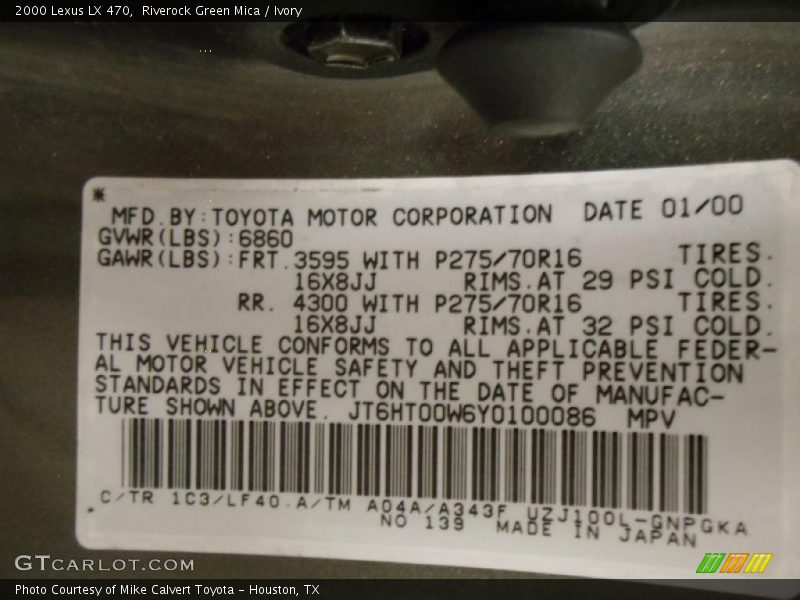 2000 Lexus LX 470, Riverock Green Mica / Ivory
MFD.BY:TOYOTA MOTOR CORPORATION DATE 01/00
GVWR(LBS):6860
GAWR(LBS):FRT.3595 WITH P275/70R16 TIRES.
16X8JJ RIMS.AT 29 PSI COLD.
RR. 4300 WITH P275/70R16 TIRES.
16X8JJ RIMS.AT 32 PSI COLD.
THIS VEHICLE CONFORMS TO ALL APPLICABLE FEDER-
AL MOTOR VEHICLE SAFETY AND THEFT PREVENTION
STANDARDS IN EFFECT ON THE DATE OF MANUFAC-
TURE SHOWN ABOVE. JT6HT00W6Y0100086 MPV
C/TR 1C3/LF40.A/TM A04A/A343F UZJ100L-GNPGKA
NO 139 MADE IN JAPAN
GTCARLOT.COM
Photo Courtesy of Mike Calvert Toyota - Houston, TX